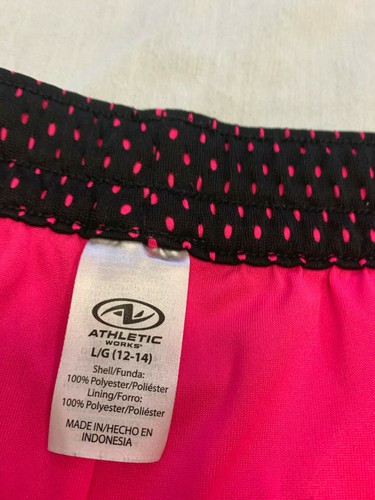 ATHLETIC
WORKS
L/G (12-14)
Shell/Funda:
100% Polyester/Poliéster
Lining/Forro:
100% Polyester/Poliéster
MADE IN/HECHO EN
INDONESIA